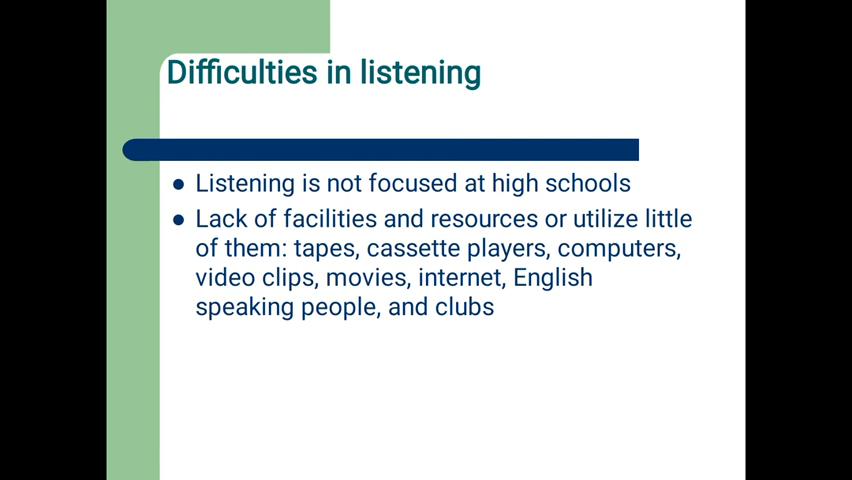 Difficulties in listening
● Listening is not focused at high schools
● Lack of facilities and resources or utilize little
of them: tapes, cassette players, computers,
video clips, movies, internet, English
speaking people, and clubs